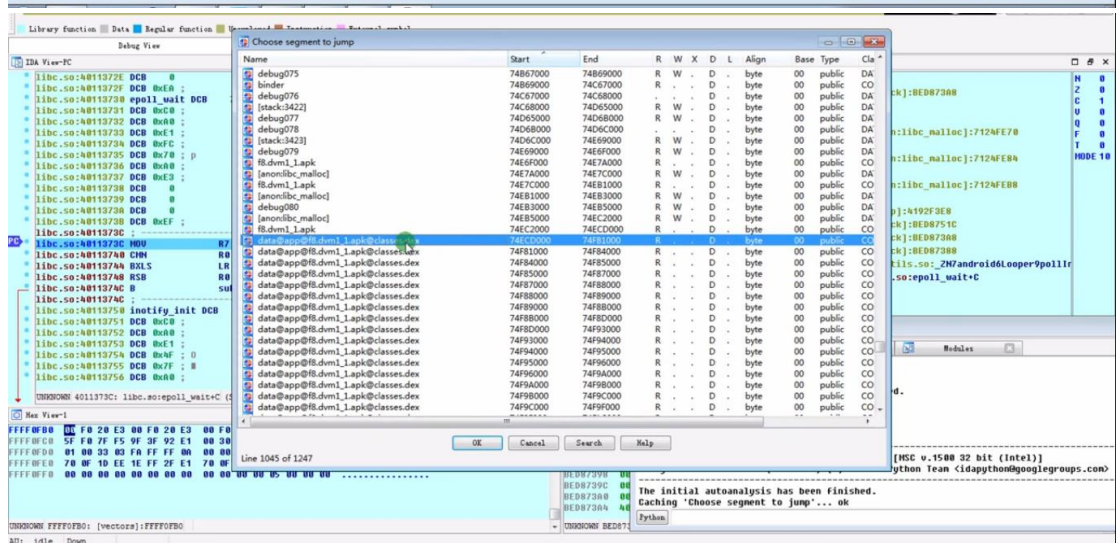 Library function Data Regular function Instruction
Debug View
IDA View-PC
libc.so:4011372E DCB 0
libc.so:4011372F DCB 0xEA ;
libc.so:40113730 epoll_wait DCB
libc.so:40113731 DCB 0xC0 ;
libc.so:40113732 DCB 0xA0 ;
libc.so:40113733 DCB 0xE1 ;
libc.so:40113734 DCB 0xFC ;
libc.so:40113735 DCB 0x70 ; p
libc.so:40113736 DCB 0xA0 ;
libc.so:40113737 DCB 0xE3 ;
libc.so:40113738 DCB 0
libc.so:40113739 DCB 0
libc.so:4011373A DCB 0
libc.so:4011373B DCB 0xEF ;
libc.so:4011373C ;
PC libc.so:4011373C MOV R7
libc.so:40113740 CMN R0
libc.so:40113744 BXLS LR
libc.so:40113748 RSB R0
libc.so:4011374C B
libc.so:4011374C ;
libc.so:40113750 inotify_init DCB
libc.so:40113751 DCB 0xC0 ;
libc.so:40113752 DCB 0xA0 ;
libc.so:40113753 DCB 0xE1 ;
libc.so:40113754 DCB 0x4F ; O
libc.so:40113755 DCB 0x7F ;
libc.so:40113756 DCB 0xA0 ;
UNKNOWN 4011373C: libc.so:epoll_wait+C
Hex View-1
FFFF0FB0 00 F0 20 E3 00 F0 20 E3 00 F0
FFFF0FC0 5F F0 7F F5 9F 3F 92 E1 00 30
FFFF0FD0 01 00 33 03 FA FF FF 0A 00 00
FFFF0FE0 70 0F 1D EE 1E FF 2F E1 70 0F
FFFF0FF0 00 00 00 00 00 00 00 00 00 00 00 00 05 00 00 00 ................
UNKNOWN FFFF0FB0: [vectors]:FFFF0FB0
AU: idle Down
Choose segment to jump
Name Start End R W X D L Align Base Type Cla
debug075 74B67000 74B69000 R W . D . byte 00 public DA
binder 74B69000 74C67000 R . . D . byte 00 public CO
debug076 74C67000 74C68000 . . . D . byte 00 public DA
[stack:3422] 74C68000 74D65000 R W . D . byte 00 public DA
debug077 74D65000 74D6B000 R W . D . byte 00 public DA
debug078 74D6B000 74D6C000 . . . D . byte 00 public DA
[stack:3423] 74D6C000 74E69000 R W . D . byte 00 public DA
debug079 74E69000 74E6F000 R W . D . byte 00 public DA
f8.dvm1_1.apk 74E6F000 74E7A000 R . . D . byte 00 public CO
[anon:libc_malloc] 74E7A000 74E7C000 R W . D . byte 00 public DA
f8.dvm1_1.apk 74E7C000 74EB1000 R . . D . byte 00 public CO
[anon:libc_malloc] 74EB1000 74EB3000 R W . D . byte 00 public DA
debug080 74EB3000 74EB5000 R W . D . byte 00 public DA
[anon:libc_malloc] 74EB5000 74EC2000 R W . D . byte 00 public DA
f8.dvm1_1.apk 74EC2000 74ECD000 R . . D . byte 00 public CO
data@app@f8.dvm1_1.apk@classes.dex 74ECD000 74F81000 R . . D . byte 00 public CO
data@app@f8.dvm1_1.apk@classes.dex 74F81000 74F84000 R . . D . byte 00 public CO
data@app@f8.dvm1_1.apk@classes.dex 74F84000 74F85000 R . . D . byte 00 public CO
data@app@f8.dvm1_1.apk@classes.dex 74F85000 74F87000 R . . D . byte 00 public CO
data@app@f8.dvm1_1.apk@classes.dex 74F87000 74F88000 R . . D . byte 00 public CO
data@app@f8.dvm1_1.apk@classes.dex 74F88000 74F89000 R . . D . byte 00 public CO
data@app@f8.dvm1_1.apk@classes.dex 74F89000 74F8B000 R . . D . byte 00 public CO
data@app@f8.dvm1_1.apk@classes.dex 74F8B000 74F8D000 R . . D . byte 00 public CO
data@app@f8.dvm1_1.apk@classes.dex 74F8D000 74F93000 R . . D . byte 00 public CO
data@app@f8.dvm1_1.apk@classes.dex 74F93000 74F94000 R . . D . byte 00 public CO
data@app@f8.dvm1_1.apk@classes.dex 74F94000 74F95000 R . . D . byte 00 public CO
data@app@f8.dvm1_1.apk@classes.dex 74F95000 74F96000 R . . D . byte 00 public CO
data@app@f8.dvm1_1.apk@classes.dex 74F96000 74F9A000 R . . D . byte 00 public CO
data@app@f8.dvm1_1.apk@classes.dex 74F9A000 74F9B000 R . . D . byte 00 public CO
data@app@f8.dvm1_1.apk@classes.dex 74F9B000 74F9C000 R . . D . byte 00 public CO
data@app@f8.dvm1_1.apk@classes.dex 74F9C000 74F9F000 R . . D . byte 00 public CO
OK Cancel Search Help
Line 1045 of 1247
ck]:BED873A8
n:libc_malloc]:7124FE70
n:libc_malloc]:7124FE84
n:libc_malloc]:7124FEB8
p]:4192F3E8
ck]:BED8751C
ck]:BED873A8
ck]:BED87388
tils.so:_ZN7android6Looper9pollIr
.so:epoll_wait+C
N 0
Z 0
C 1
V 0
Q 0
F 0
T 0
MODE 10
Modules
d.
[MSC v.1500 32 bit (Intel)]
ython Team <idapython@googlegroups.com>
The initial autoanalysis has been finished.
Caching 'Choose segment to jump'... ok
Python
BED87398
BED8739C 00
BED873A0 00
BED873A4 40
UNKNOWN BED873